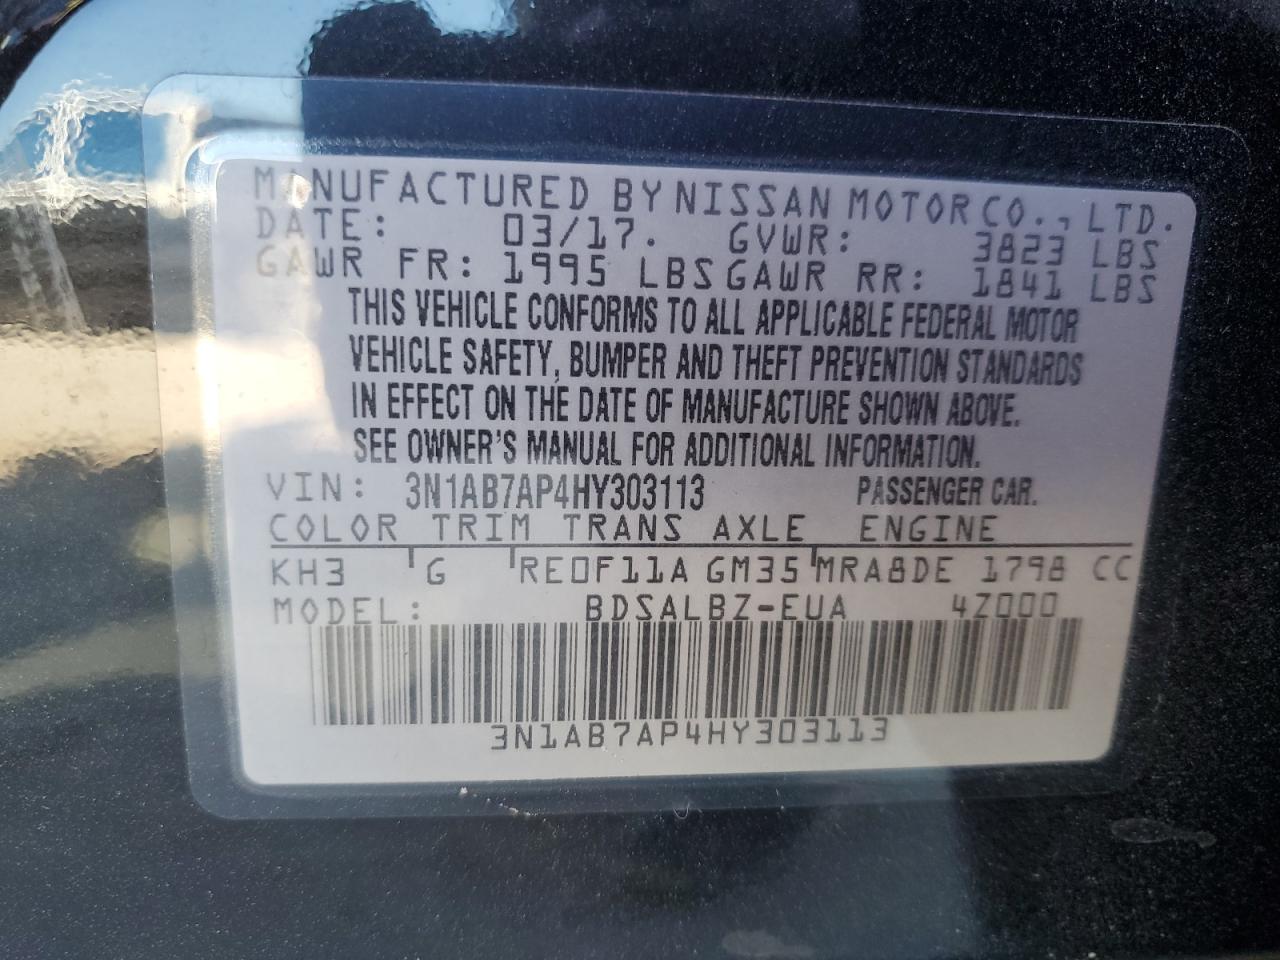 MANUFACTURED BY NISSAN MOTOR CO., LTD.
DATE: 03/17. GVWR: 3823 LBS
GAWR FR: 1995 LBS GAWR RR: 1841 LBS
THIS VEHICLE CONFORMS TO ALL APPLICABLE FEDERAL MOTOR
VEHICLE SAFETY, BUMPER AND THEFT PREVENTION STANDARDS
IN EFFECT ON THE DATE OF MANUFACTURE SHOWN ABOVE.
SEE OWNER'S MANUAL FOR ADDITIONAL INFORMATION.
VIN: 3N1AB7AP4HY303113 PASSENGER CAR.
COLOR TRIM TRANS AXLE ENGINE
KH3 G RE0F11A GM35 MRA8DE 1798 CC
MODEL: BDSALBZ-EUA 4Z000
3N1AB7AP4HY303113